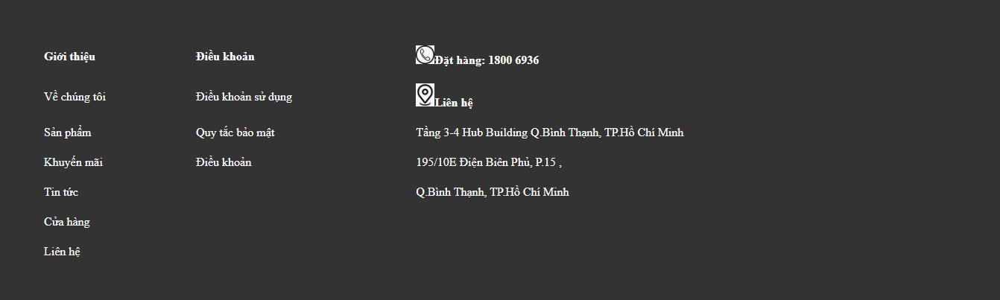 Giới thiệu
Về chúng tôi
Sản phẩm
Khuyến mãi
Tin tức
Cửa hàng
Liên hệ
Điều khoản
Điều khoản sử dụng
Quy tắc bảo mật
Điều khoản
Đặt hàng: 1800 6936
Liên hệ
Tầng 3-4 Hub Building Q.Bình Thạnh, TP.Hồ Chí Minh
195/10E Điện Biên Phủ, P.15 ,
Q.Bình Thạnh, TP.Hồ Chí Minh